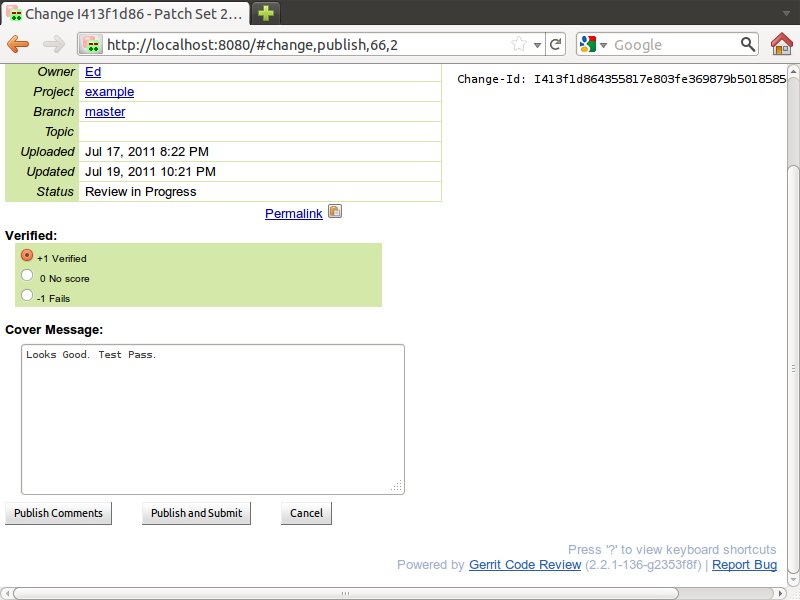 Change I413f1d86 - Patch Set 2...
http://localhost:8080/#change,publish,66,2
Google
Owner Ed
Project example
Branch master
Topic
Uploaded Jul 17, 2011 8:22 PM
Updated Jul 19, 2011 10:21 PM
Status Review in Progress
Permalink
Change-Id: I413f1d864355817e803fe369879b5018585
Verified:
+1 Verified
0 No score
-1 Fails
Cover Message:
Looks Good. Test Pass.
Publish Comments Publish and Submit Cancel
Press '?' to view keyboard shortcuts
Powered by Gerrit Code Review (2.2.1-136-g2353f8f) | Report Bug